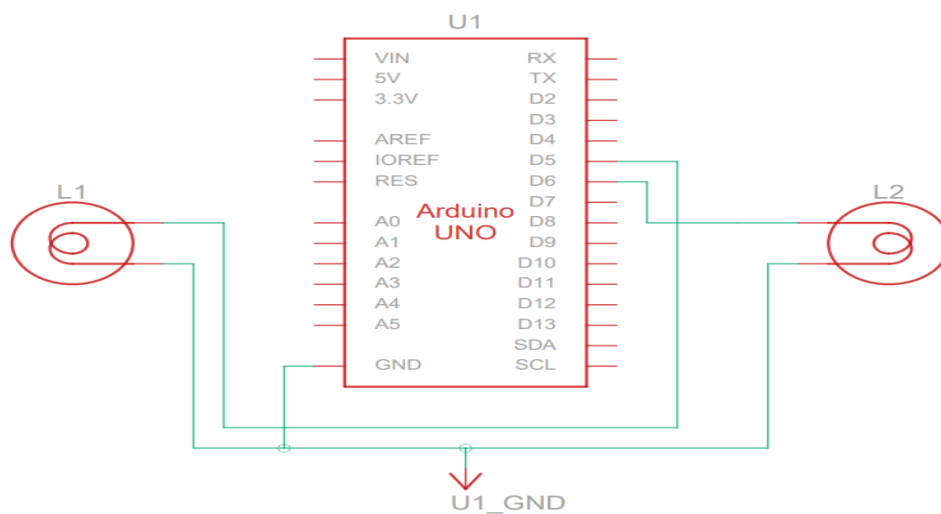 U1
VIN RX
5V TX
3.3V D2
D3
AREF D4
IOREF D5
RES D6
L1 L2
D7
A0 D8
Arduino
UNO
A1 D9
A2 D10
A3 D11
A4 D12
A5 D13
SDA
GND SCL
U1_GND